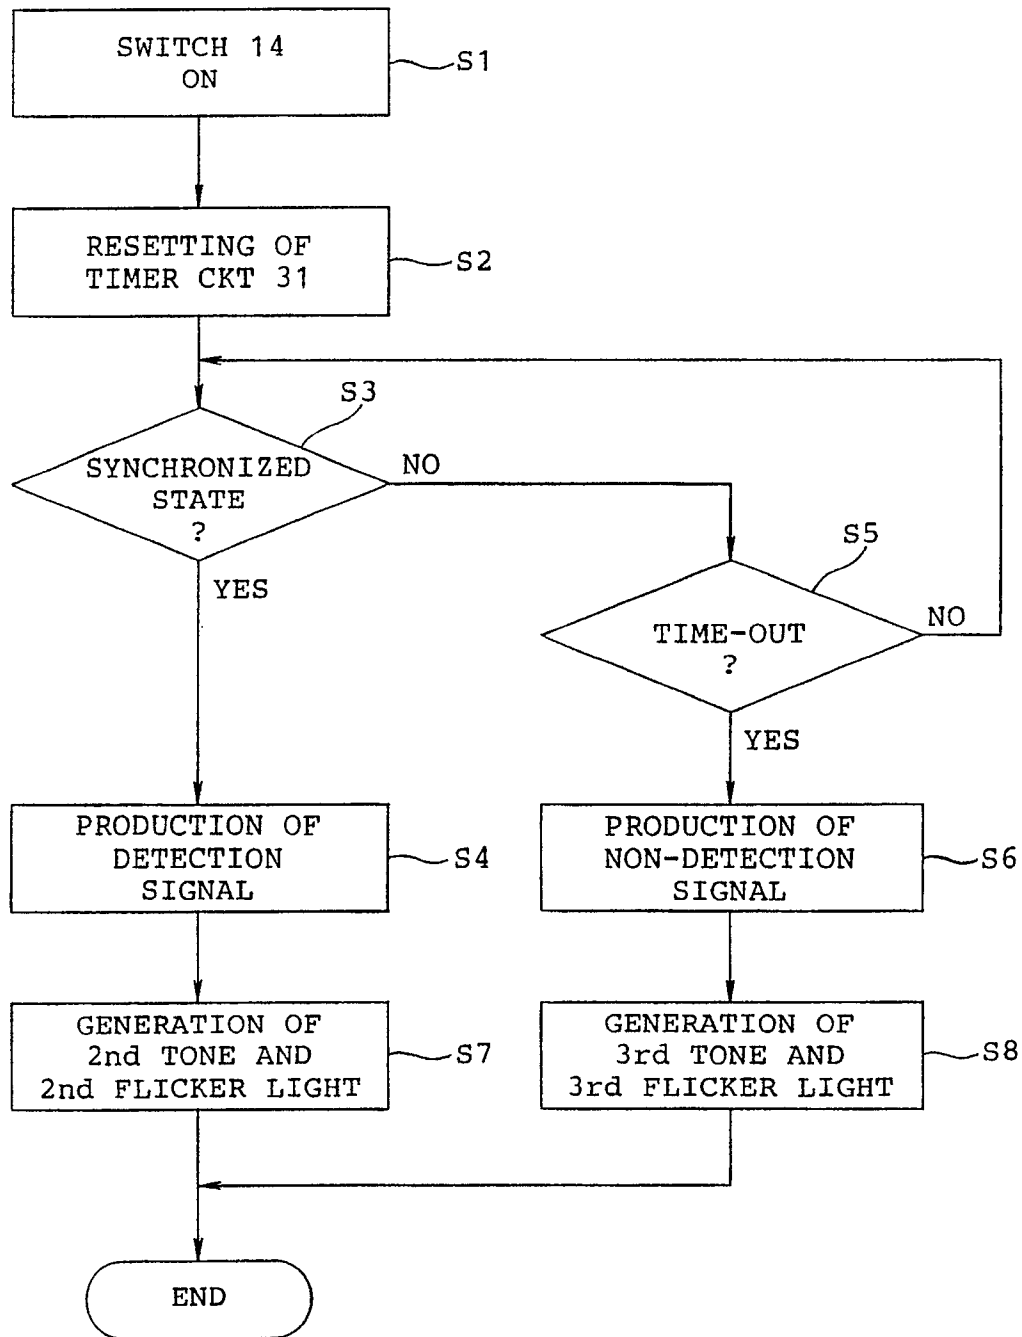 SWITCH 14
ON
S1
RESETTING OF
TIMER CKT 31
S2
S3
SYNCHRONIZED
STATE
?
NO
YES
S5
TIME-OUT
?
NO
YES
PRODUCTION OF
DETECTION
SIGNAL
S4
PRODUCTION OF
NON-DETECTION
SIGNAL
S6
GENERATION OF
2nd TONE AND
2nd FLICKER LIGHT
S7
GENERATION OF
3rd TONE AND
3rd FLICKER LIGHT
S8
END